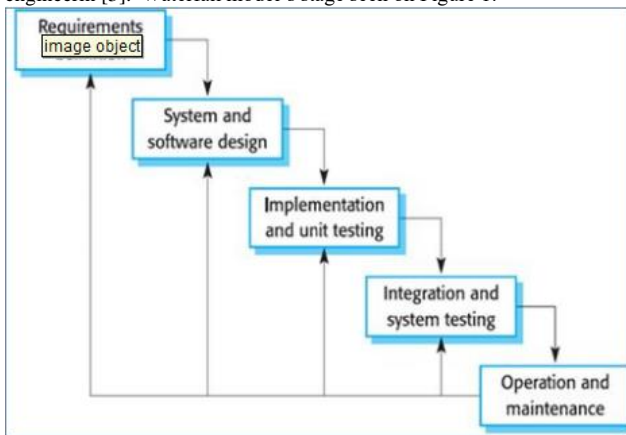 Requirements
image object
System and
software design
Implementation
and unit testing
Integration and
system testing
Operation and
maintenance